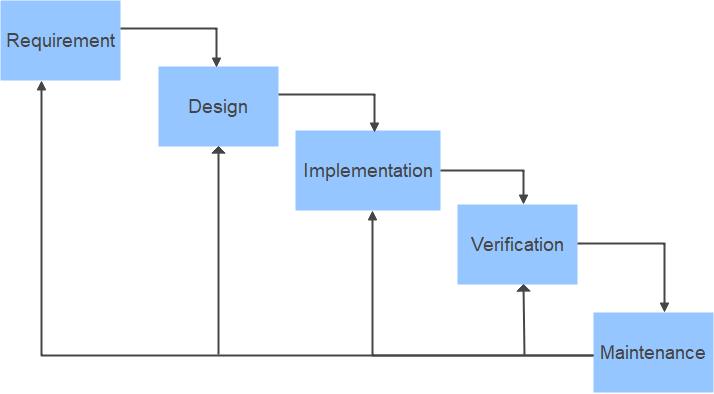 Requirement
Design
Implementation
Verification
Maintenance